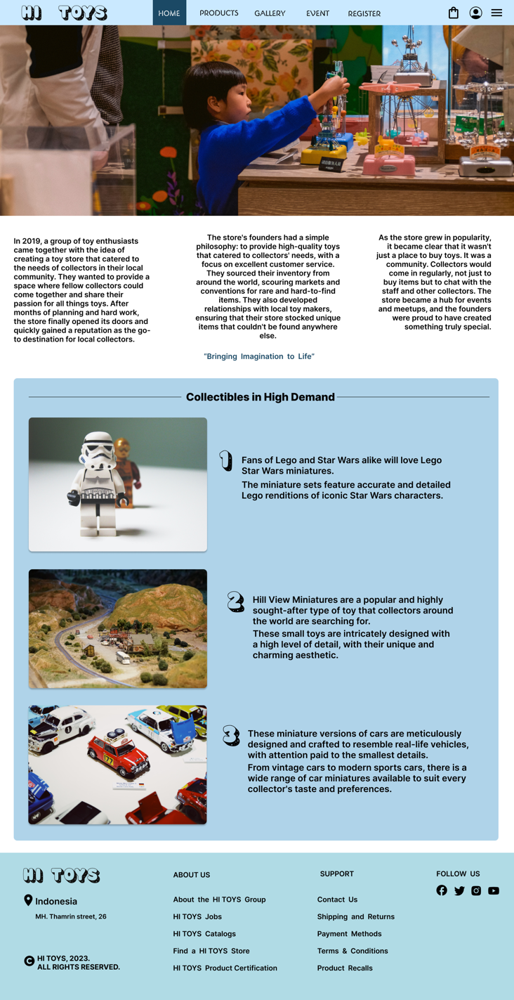 HI TOYS
HOME
PRODUCTS
GALLERY
EVENT
REGISTER
In 2019, a group of toy enthusiasts
came together with the idea of
creating a toy store that catered to
the needs of collectors in their local
community. They wanted to provide a
space where fellow collectors could
come together and share their
passion for all things toys. After
months of planning and hard work,
the store finally opened its doors and
quickly gained a reputation as the go-
to destination for local collectors.
The store's founders had a simple
philosophy: to provide high-quality toys
that catered to collectors' needs, with a
focus on excellent customer service.
They sourced their inventory from
around the world, scouring markets and
conventions for rare and hard-to-find
items. They also developed
relationships with local toy makers,
ensuring that their store stocked unique
items that couldn't be found anywhere
else.
As the store grew in popularity,
it became clear that it wasn't
just a place to buy toys. It was a
community. Collectors would
come in regularly, not just to
buy items but to chat with the
staff and other collectors. The
store became a hub for events
and meetups, and the founders
were proud to have created
something truly special.
"Bringing Imagination to Life"
Collectibles in High Demand
1
Fans of Lego and Star Wars alike will love Lego
Star Wars miniatures.
The miniature sets feature accurate and detailed
Lego renditions of iconic Star Wars characters.
2
Hill View Miniatures are a popular and highly
sought-after type of toy that collectors around
the world are searching for.
These small toys are intricately designed with
a high level of detail, with their unique and
charming aesthetic.
177
3
These miniature versions of cars are meticulously
designed and crafted to resemble real-life vehicles,
with attention paid to the smallest details.
From vintage cars to modern sports cars, there is a
wide range of car miniatures available to suit every
collector's taste and preferences.
HI TOYS
Indonesia
MH. Thamrin street, 26
HI TOYS, 2023.
ALL RIGHTS RESERVED.
ABOUT US
About the HI TOYS Group
HI TOYS Jobs
HI TOYS Catalogs
Find a HI TOYS Store
HI TOYS Product Certification
SUPPORT
Contact Us
Shipping and Returns
Payment Methods
Terms & Conditions
Product Recalls
FOLLOW US